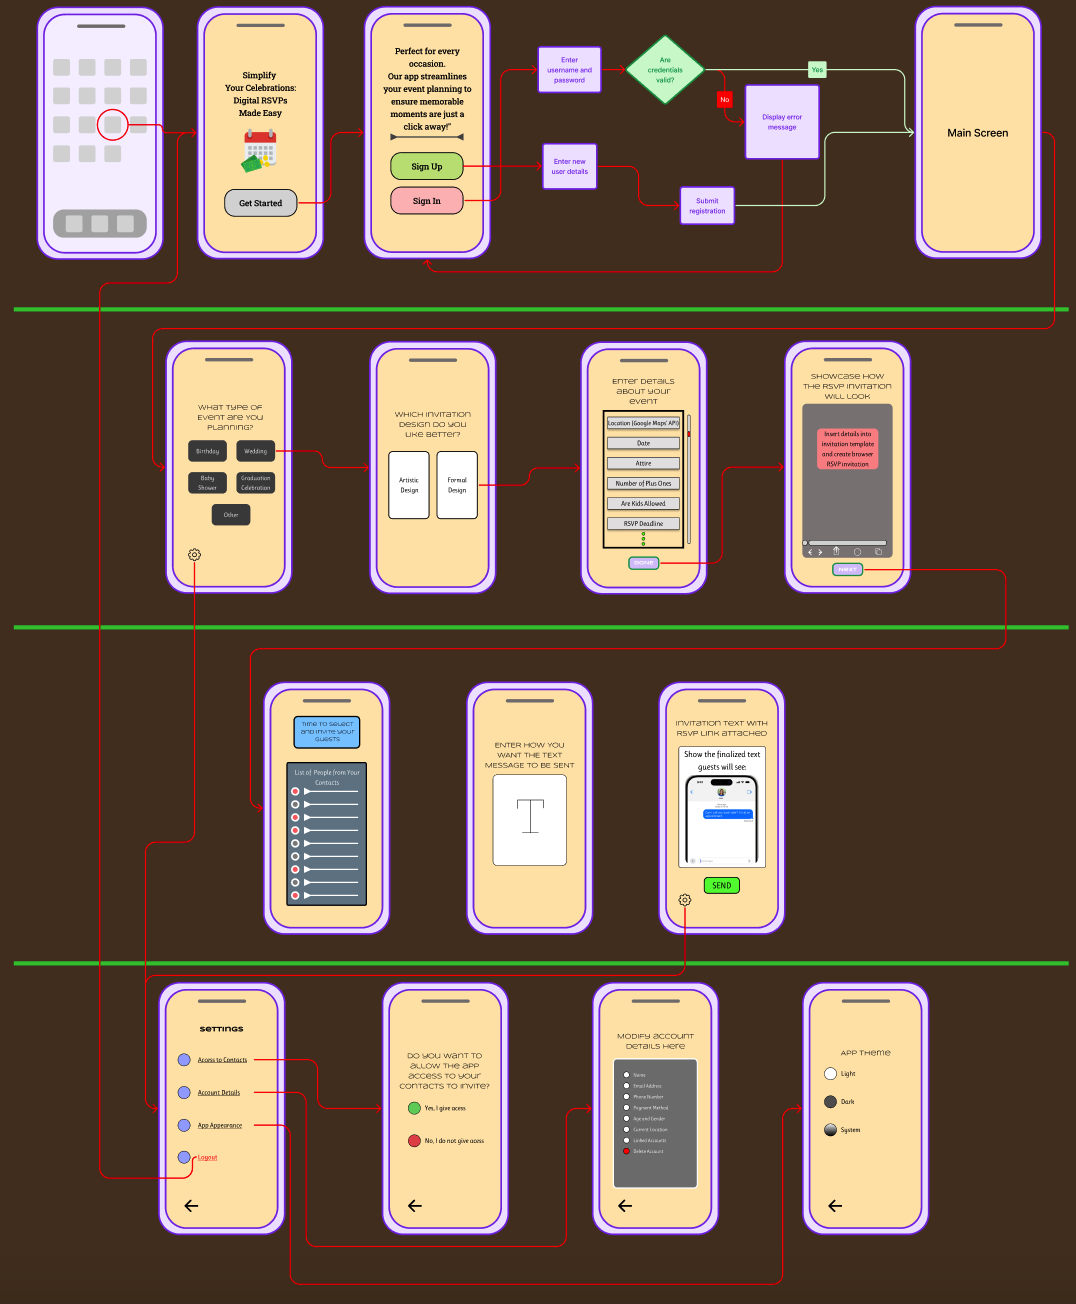 Simplify
Your Celebrations:
Digital RSVPs
Made Easy
Get Started
Perfect for every
occasion.
Our app streamlines
your event planning to
ensure memorable
moments are just a
click away!"
Sign Up
Sign In
Enter
username and
password
Are
credentials
valid?
Yes
No
Display error
message
Enter new
user details
Submit
registration
Main Screen
WHAT TYPE OF
EVENT ARE YOU
PLANNING?
Birthday
Wedding
Baby
Shower
Graduation
Celebration
Other
WHICH INVITATION
DESIGN DO YOU
LIKE BETTER?
Artistic
Design
Formal
Design
ENTER DETAILS
ABOUT YOUR
EVENT
Location (Google Maps' API)
Date
Attire
Number of Plus Ones
Are Kids Allowed
RSVP Deadline
DONE
SHOWCASE HOW
THE RSVP INVITATION
WILL LOOK
Insert details into
invitation template
and create browser
RSVP invitation
NEXT
TIME TO SELECT
AND INVITE YOUR
GUESTS
List of People from Your
Contacts
ENTER HOW YOU
WANT THE TEXT
MESSAGE TO BE SENT
T
INVITATION TEXT WITH
RSVP LINK ATTACHED
Show the finalized text
guests will see:
SEND
SETTINGS
Access to Contacts
Account Details
App Appearance
Logout
DO YOU WANT TO
ALLOW THE APP
ACCESS TO YOUR
CONTACTS TO INVITE?
Yes, I give acess
No, I do not give acess
MODIFY ACCOUNT
DETAILS HERE
Name
Email Address
Phone Number
Payment Method
Age and Gender
Current Location
Linked Accounts
Delete Account
APP THEME
Light
Dark
System